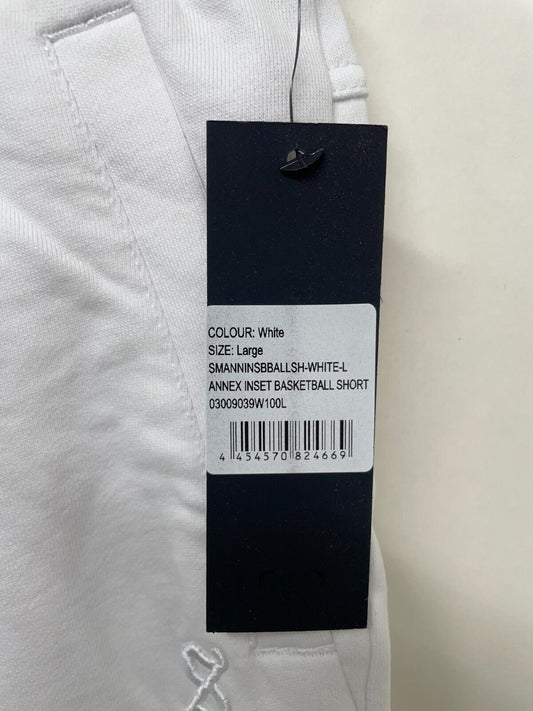 COLOUR: White
SIZE: Large
SMANNINSBBALLSH-WHITE-L
ANNEX INSET BASKETBALL SHORT
03009039W100L
4 454570 824669